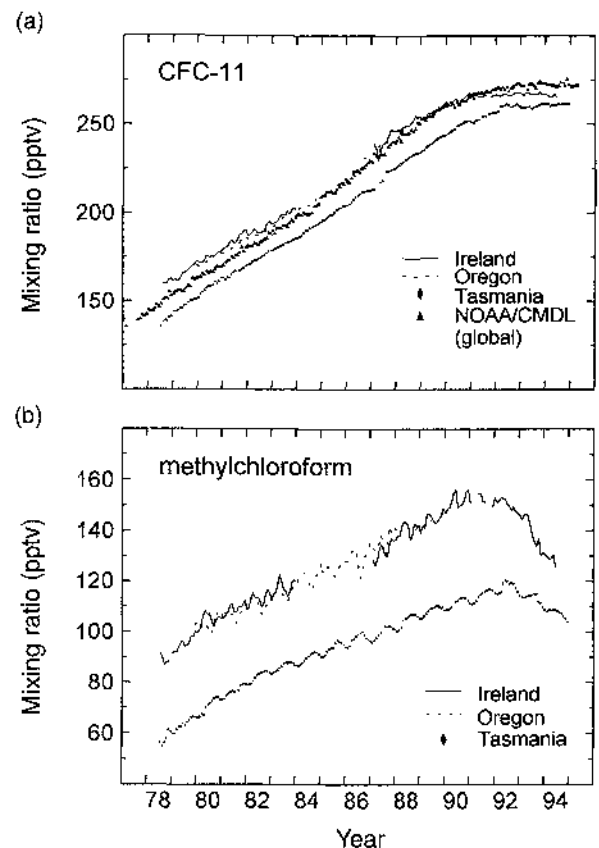 (a)
CFC-11
250
200
150
Mixing ratio (pptv)
Ireland
Oregon
Tasmania
NOAA/CMDL
(global)
(b)
methylchloroform
160
140
120
100
80
60
Mixing ratio (pptv)
Ireland
Oregon
Tasmania
78 80 82 84 86 88 90 92 94
Year